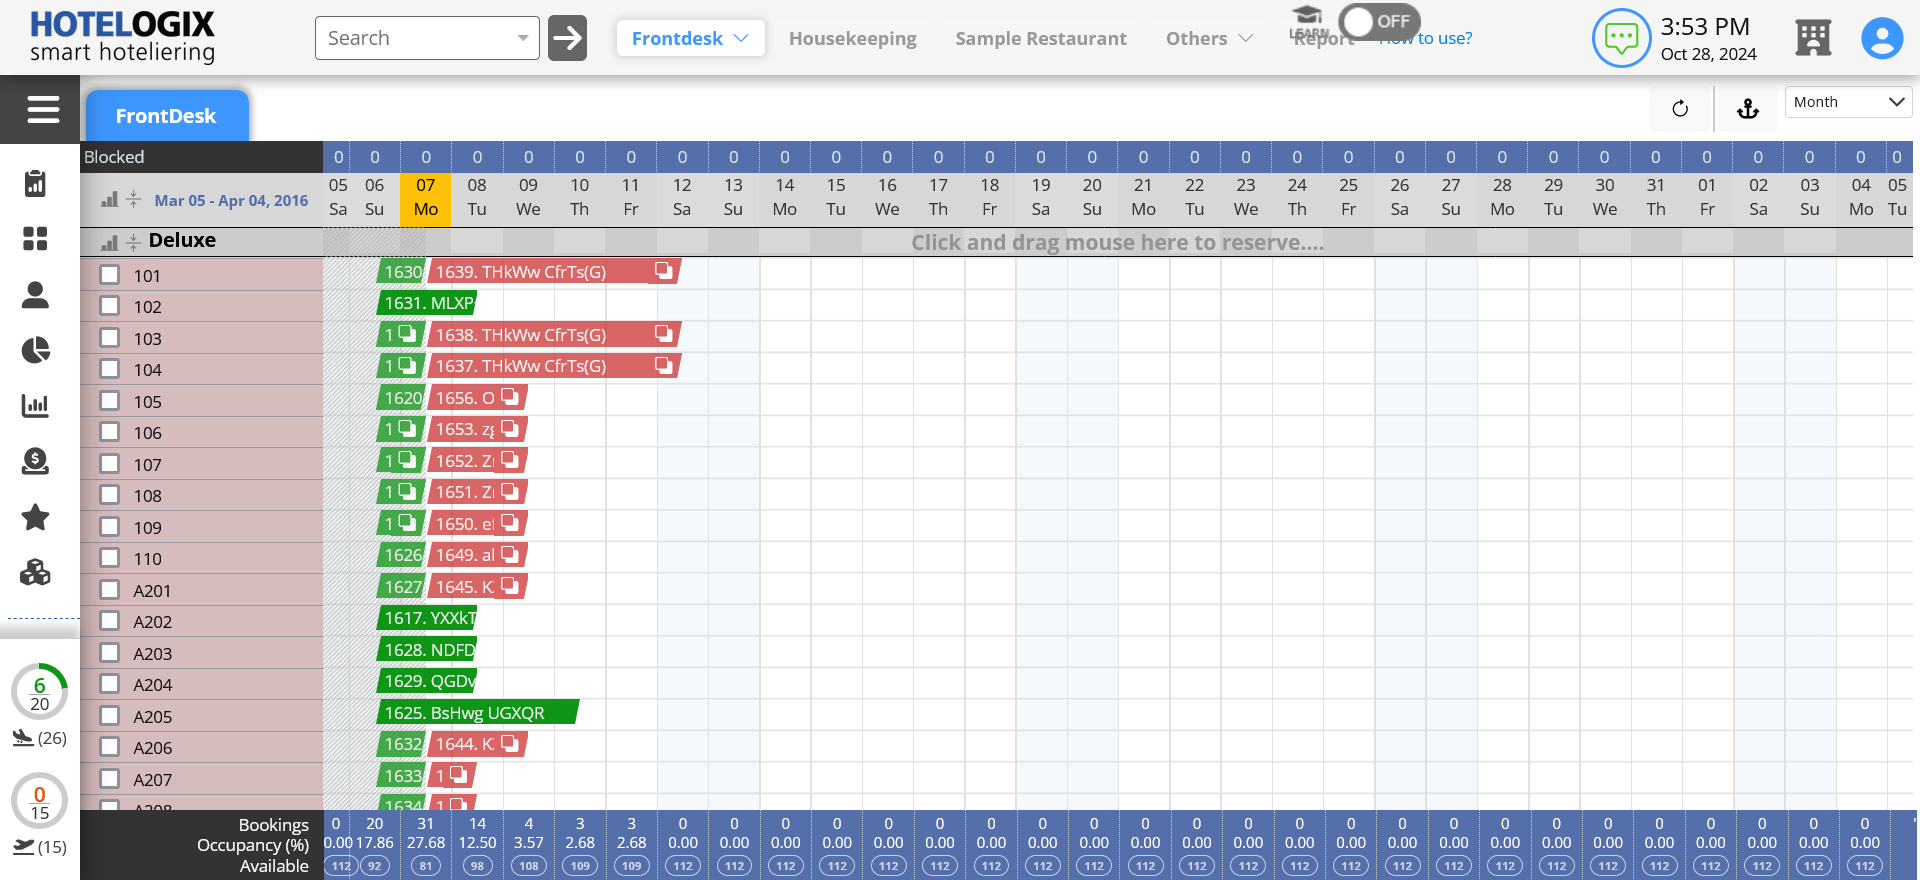 HOTELOGIX
smart hoteliering
Search
Frontdesk
Housekeeping
Sample Restaurant
Others
Report
LEARN
OFF
How to use?
3:53 PM
Oct 28, 2024
FrontDesk
Month
Blocked 0 0 0 0 0 0 0 0 0 0 0 0 0 0 0 0 0 0 0 0 0 0 0 0 0 0 0 0 0 0 0 0
Mar 05 - Apr 04, 2016
05 06 07 08 09 10 11 12 13 14 15 16 17 18 19 20 21 22 23 24 25 26 27 28 29 30 31 01 02 03 04 05
Sa Su Mo Tu We Th Fr Sa Su Mo Tu We Th Fr Sa Su Mo Tu We Th Fr Sa Su Mo Tu We Th Fr Sa Su Mo Tu
Deluxe Click and drag mouse here to reserve....
101 1630 1639. THkWw CfrTs(G)
102 1631. MLXP
103 1 1638. THkWw CfrTs(G)
104 1 1637. THkWw CfrTs(G)
105 1620 1656. O
106 1 1653. zg
107 1 1652. Z
108 1 1651. Z
109 1 1650. ef
110 1626 1649. al
A201 1627 1645. K
A202 1617. YXXkT
A203 1628. NDFD
A204 1629. QGDv
A205 1625. BsHwg UGXQR
A206 1632 1644. K
A207 1633 1
A208 1634 1
6
20
(26)
0
15
(15)
Bookings 0 20 31 14 4 3 3 0 0 0 0 0 0 0 0 0 0 0 0 0 0 0 0 0 0 0 0 0 0 0 0
Occupancy (%) 0.00 17.86 27.68 12.50 3.57 2.68 2.68 0.00 0.00 0.00 0.00 0.00 0.00 0.00 0.00 0.00 0.00 0.00 0.00 0.00 0.00 0.00 0.00 0.00 0.00 0.00 0.00 0.00 0.00 0.00 0.00
Available 112 92 81 98 108 109 109 112 112 112 112 112 112 112 112 112 112 112 112 112 112 112 112 112 112 112 112 112 112 112 112